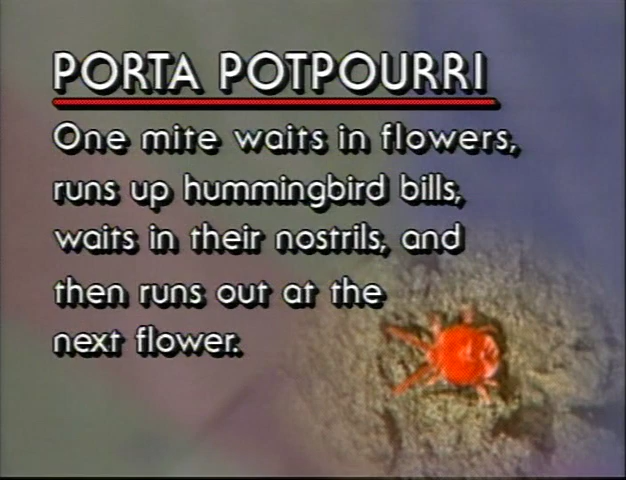 PORTA POTPOURRI
One mite waits in flowers,
runs up hummingbird bills,
waits in their nostrils, and
then runs out at the
next flower.